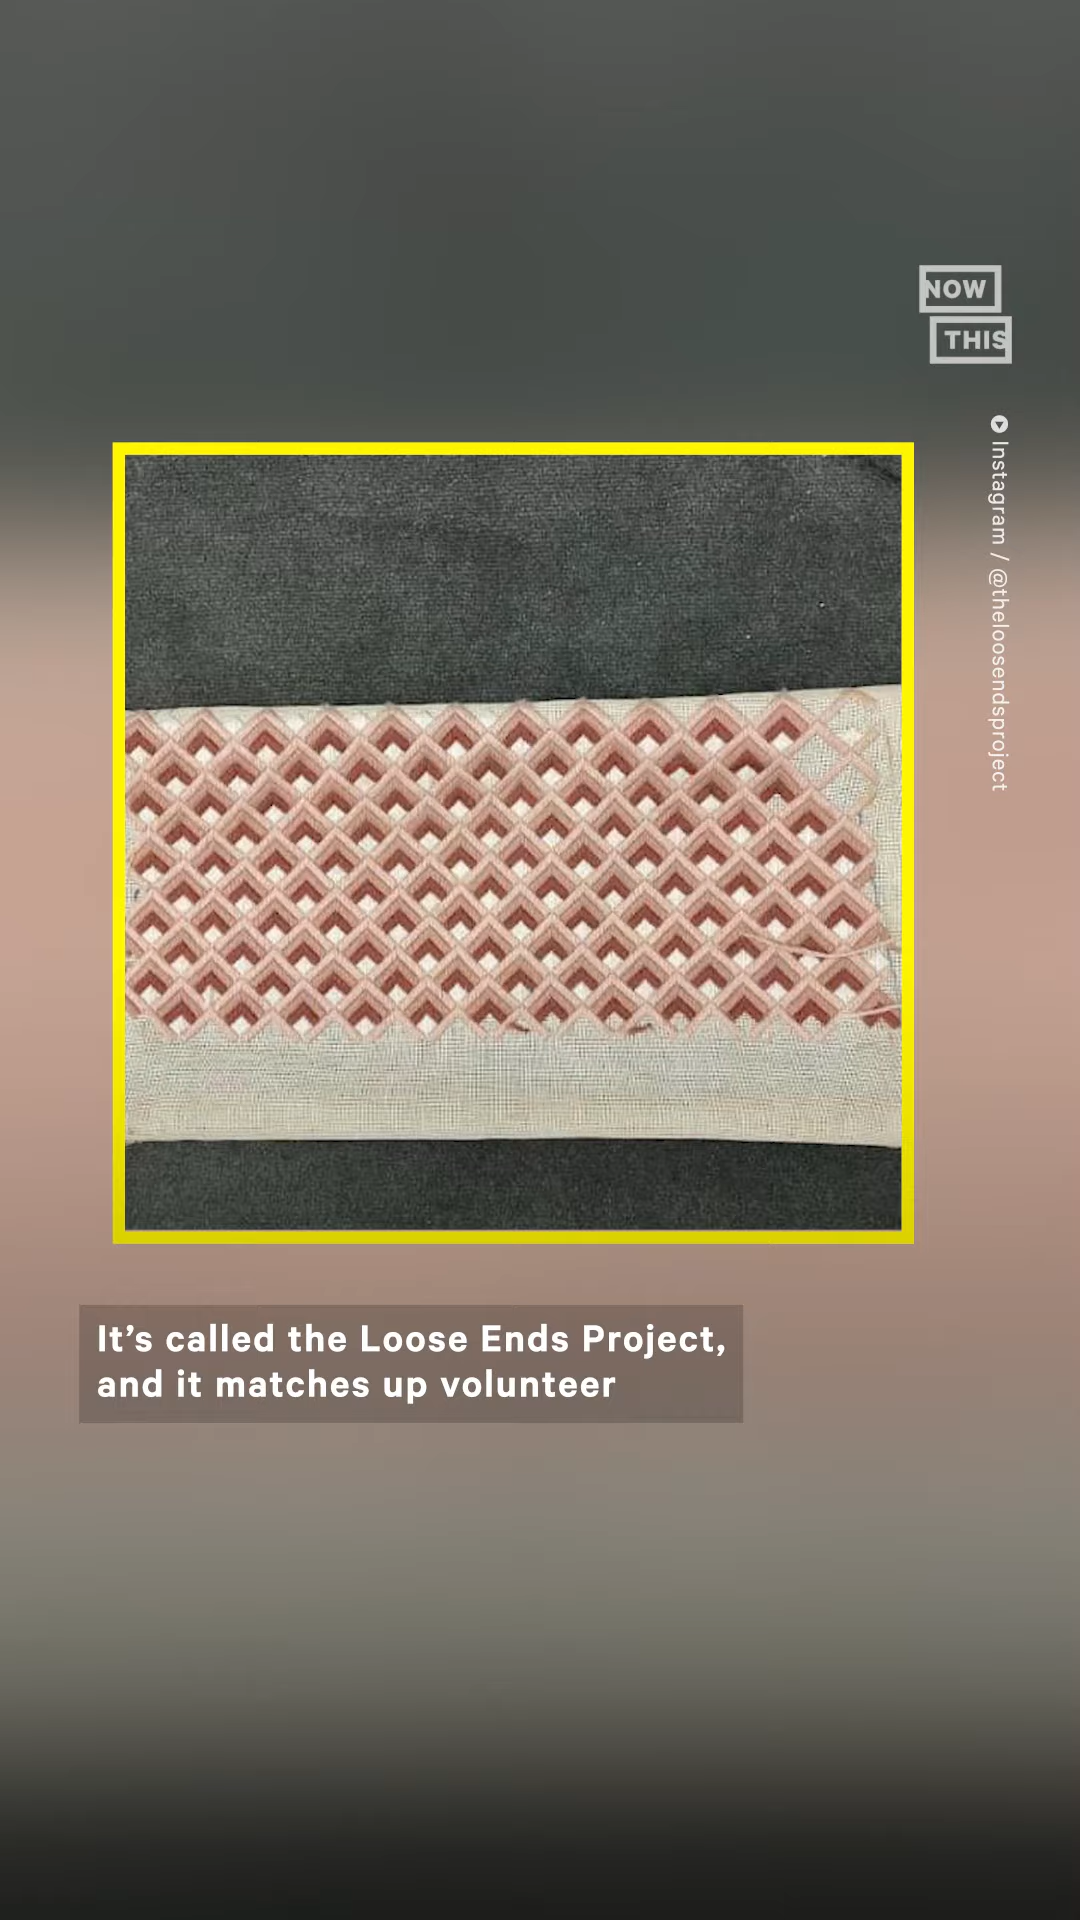 NOW
THIS
Instagram / @theloosendsproject
It's called the Loose Ends Project,
and it matches up volunteer